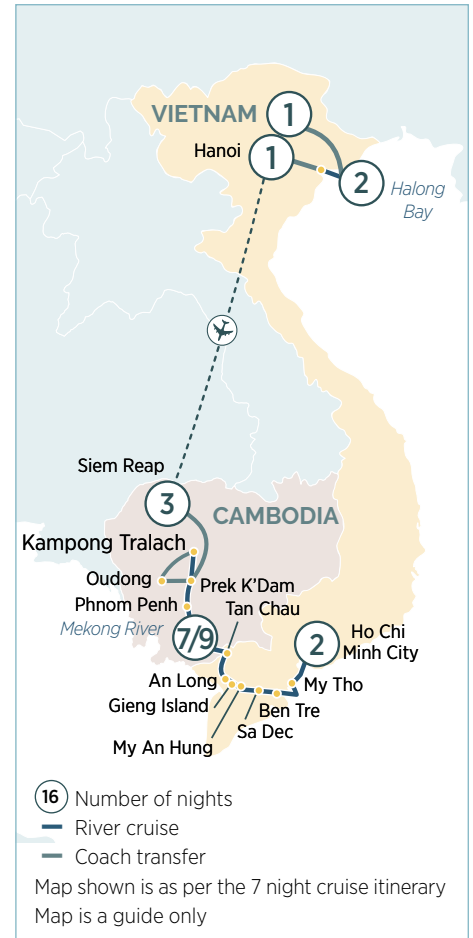 VIETNAM
1
Hanoi
1
2
Halong
Bay
Siem Reap
3
CAMBODIA
Kampong Tralach
Oudong
Prek K'Dam
Phnom Penh
Tan Chau
Mekong River
7/9
2
Ho Chi
Minh City
An Long
My Tho
Gieng Island
Ben Tre
Sa Dec
My An Hung
16 Number of nights
River cruise
Coach transfer
Map shown is as per the 7 night cruise itinerary
Map is a guide only